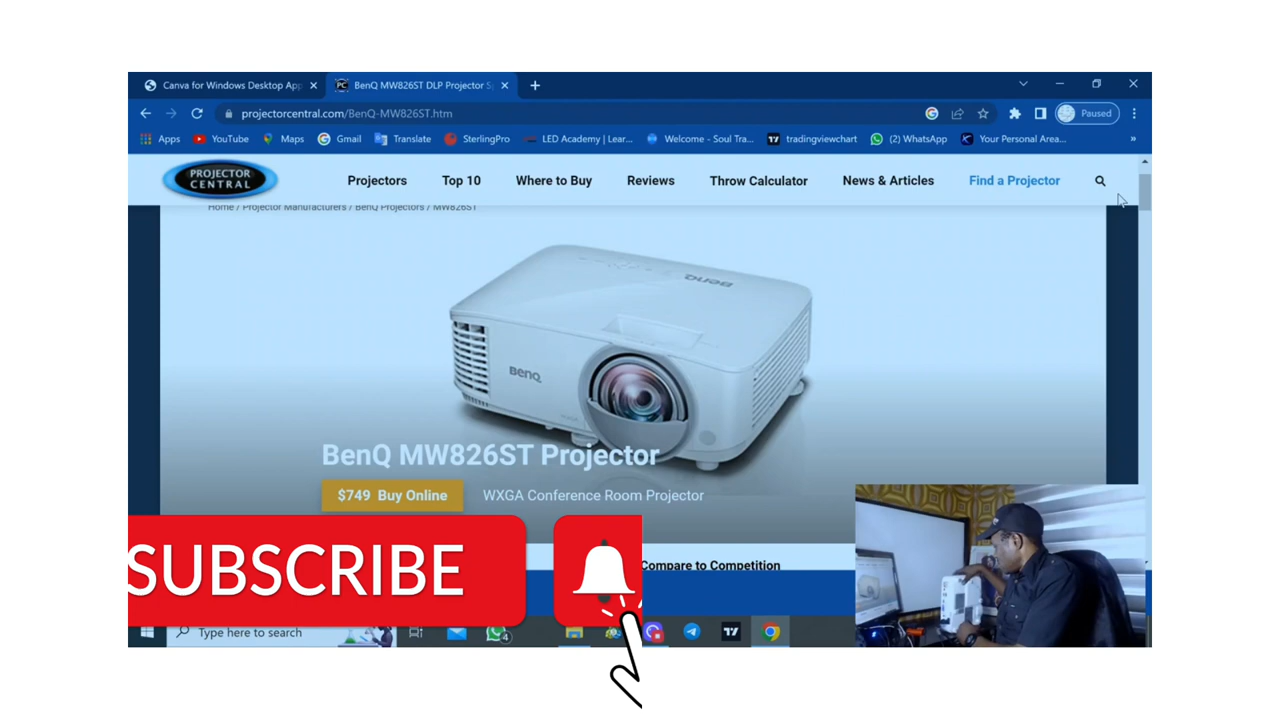 Canva for Windows Desktop App
BenQ MW826ST DLP Projector S
projectorcentral.com/BenQ-MW826ST.htm
Paused
Apps YouTube Maps Gmail Translate SterlingPro LED Academy | Lear... Welcome - Soul Tra... tradingviewchart (2) WhatsApp Your Personal Area... »
PROJECTOR
CENTRAL
Projectors Top 10 Where to Buy Reviews Throw Calculator News & Articles Find a Projector
Home / Projector Manufacturers / BenQ Projectors / MW826ST
BenQ
BenQ
BenQ MW826ST Projector
$749 Buy Online WXGA Conference Room Projector
SUBSCRIBE
Compare to Competition
Type here to search
4